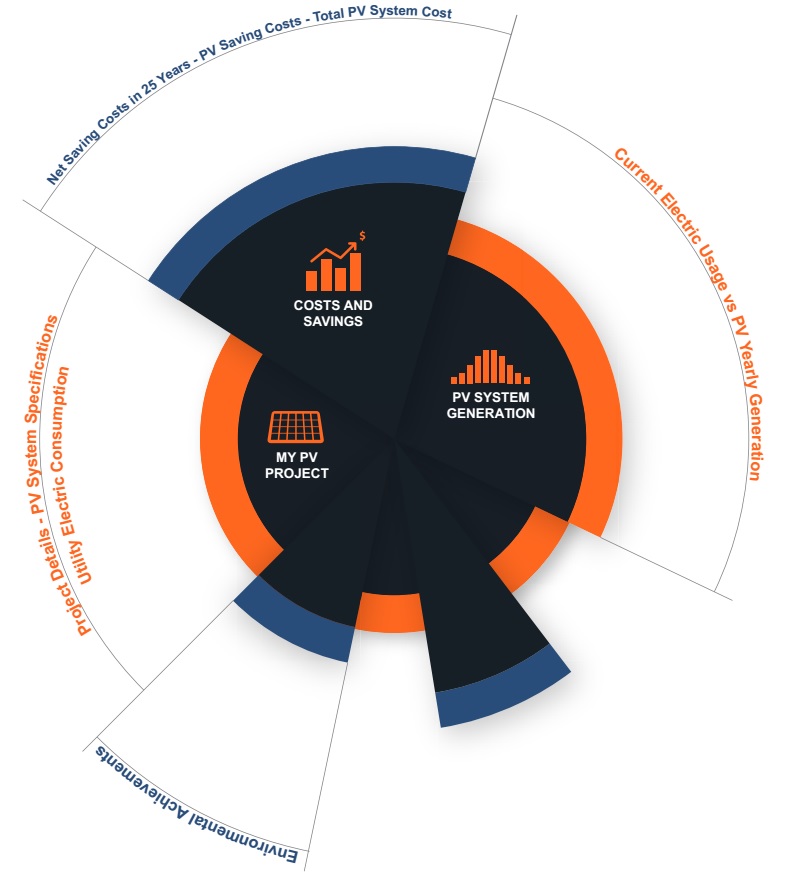 Net Saving Costs in 25 Years - PV Saving Costs - Total PV System Cost
Current Electric Usage vs PV Yearly Generation
$
COSTS AND
SAVINGS
PV SYSTEM
GENERATION
MY PV
PROJECT
Project Details - PV System Specifications
Utility Electric Consumption
Environmental Achievements